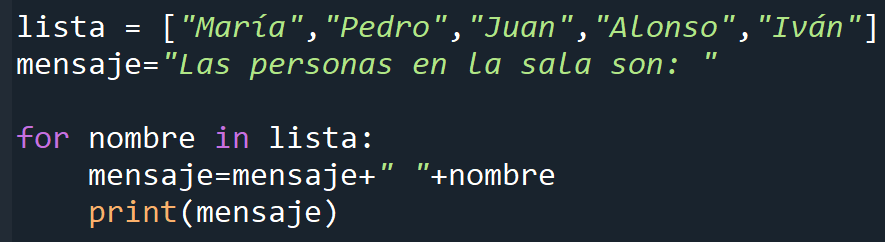 lista = ["María","Pedro","Juan","Alonso","Iván"]
mensaje="Las personas en la sala son: "
for nombre in lista:
    mensaje=mensaje+" "+nombre
    print(mensaje)